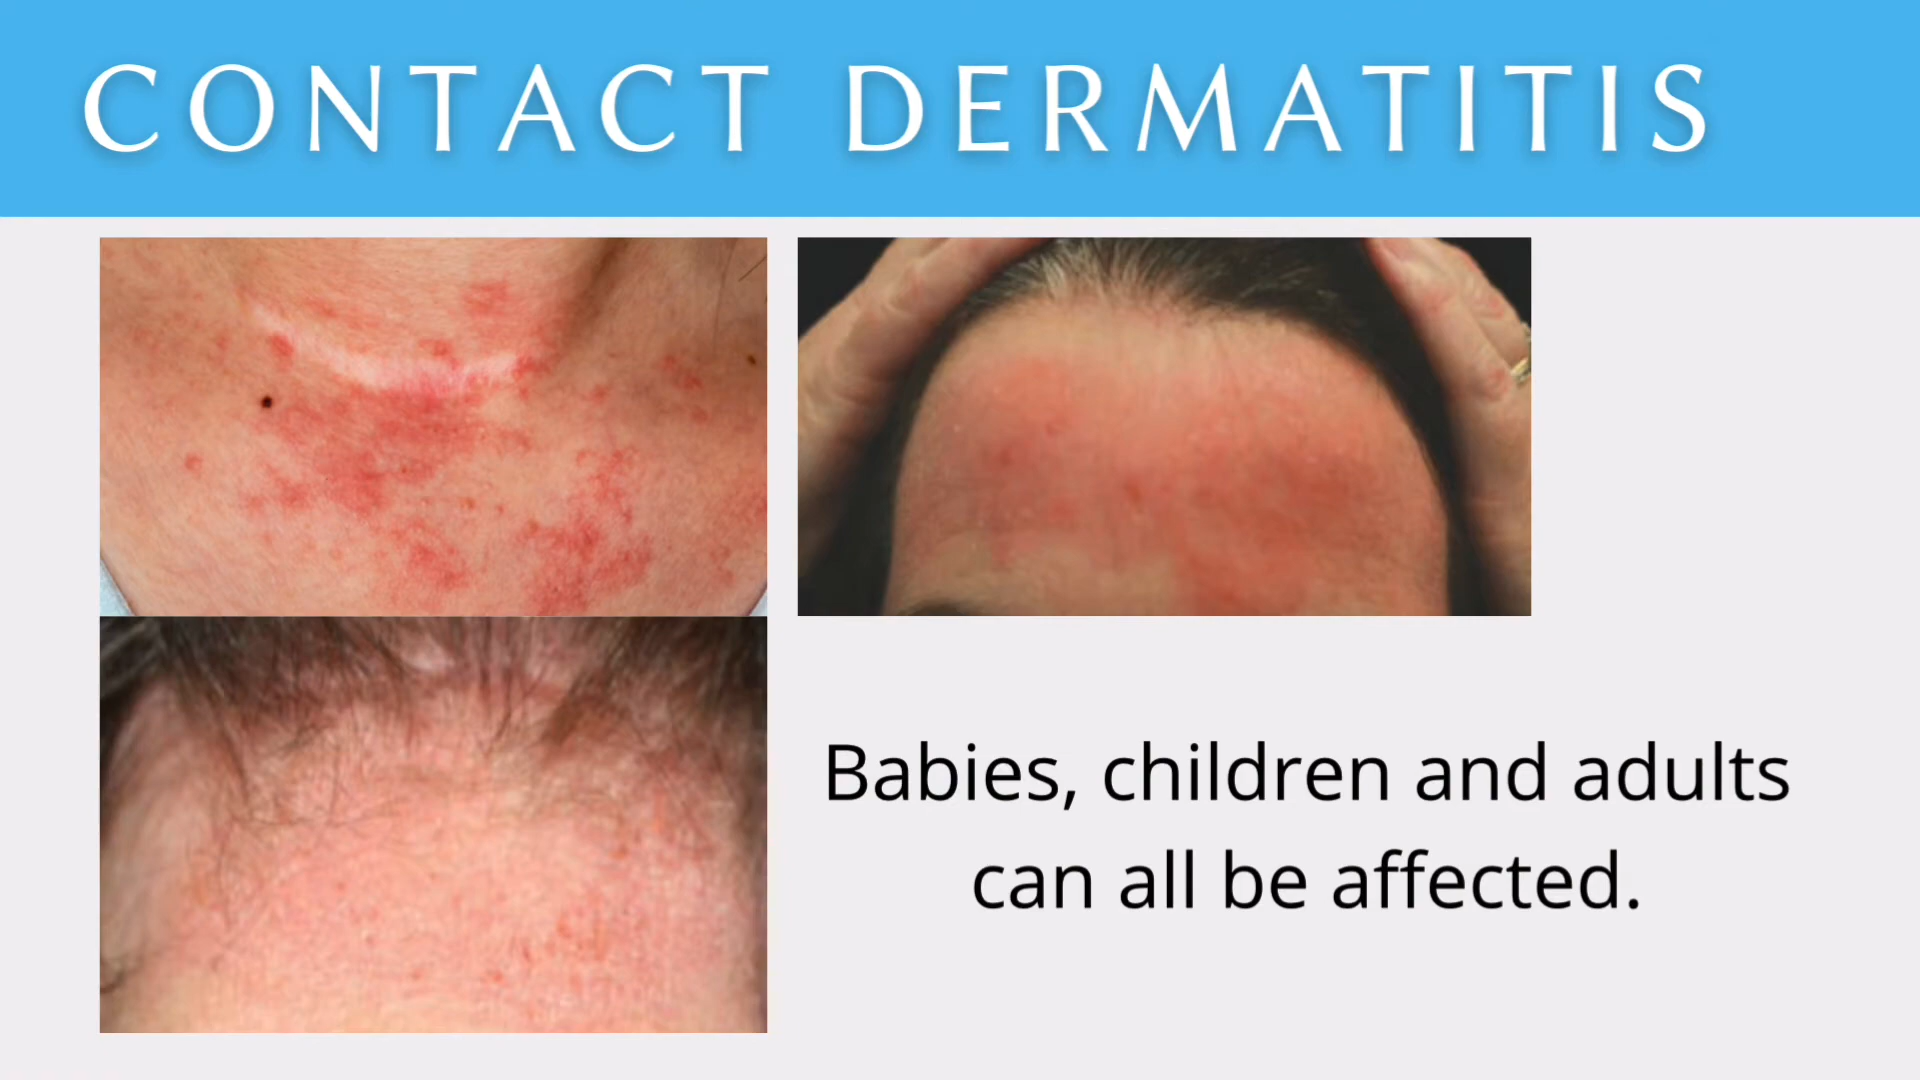 CONTACT DERMATITIS
Babies, children and adults
can all be affected.